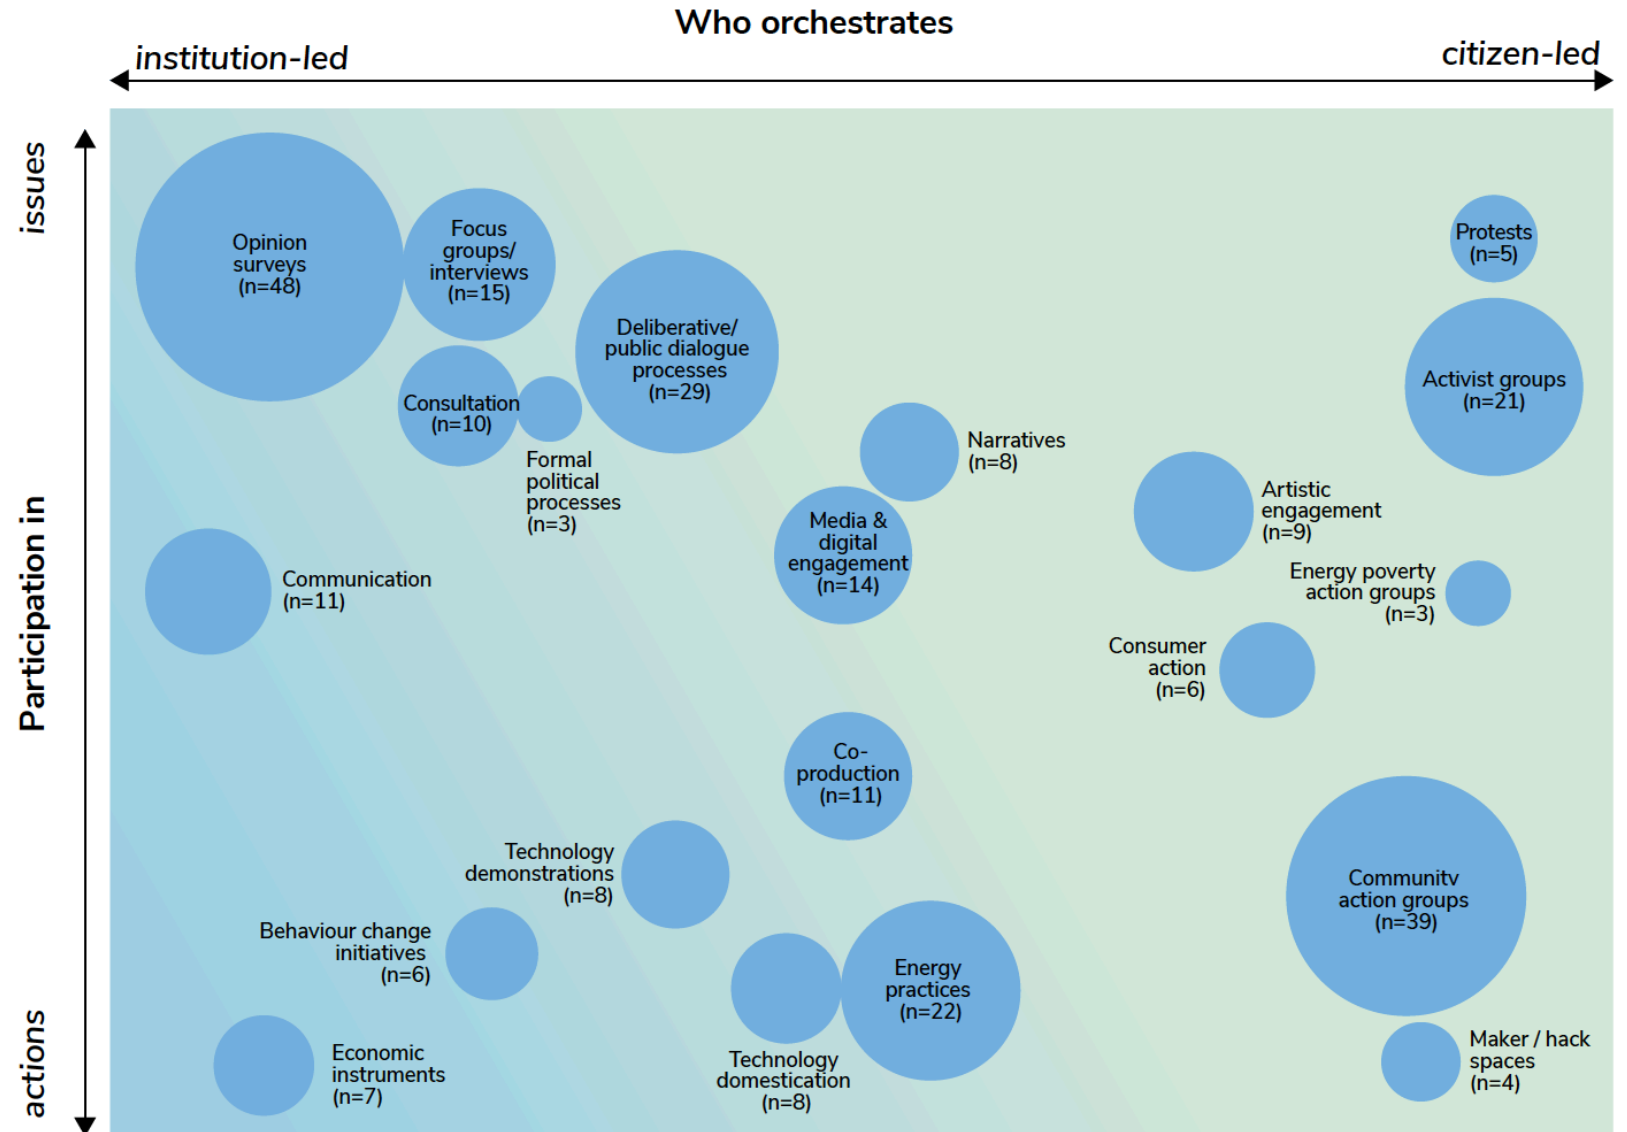 Who orchestrates
institution-led
citizen-led
issues
Participation in
actions
Opinion
surveys
(n=48)
Focus
groups/
interviews
(n=15)
Protests
(n=5)
Deliberative/
public dialogue
processes
(n=29)
Activist groups
(n=21)
Consultation
(n=10)
Formal
political
processes
(n=3)
Narratives
(n=8)
Artistic
engagement
(n=9)
Media &
digital
engagement
(n=14)
Communication
(n=11)
Energy poverty
action groups
(n=3)
Consumer
action
(n=6)
Co-
production
(n=11)
Technology
demonstrations
(n=8)
Community
action groups
(n=39)
Behaviour change
initiatives
(n=6)
Energy
practices
(n=22)
Economic
instruments
(n=7)
Technology
domestication
(n=8)
Maker / hack
spaces
(n=4)